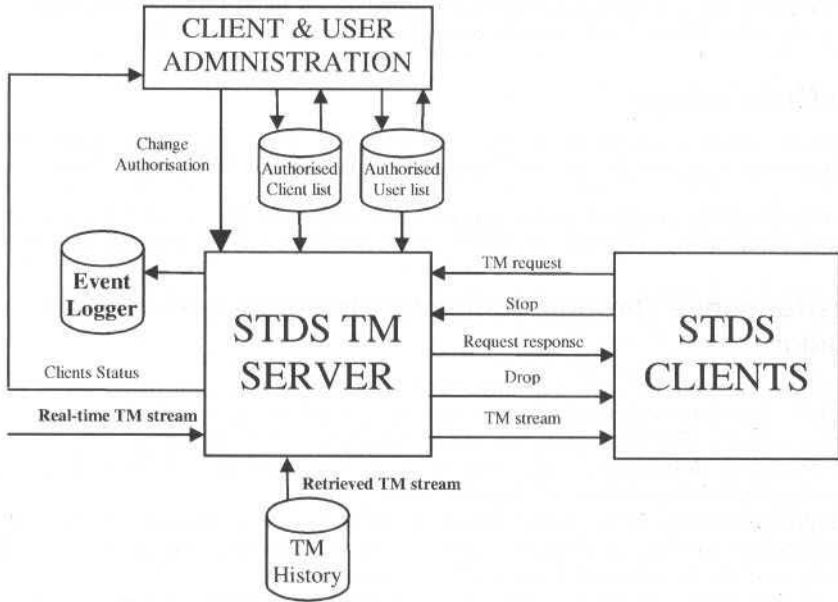 CLIENT & USER
ADMINISTRATION
Change
Authorisation
Authorised
Client list
Authorised
User list
Event
Logger
STDS TM
SERVER
TM request
Stop
Request response
Drop
TM stream
STDS
CLIENTS
Clients Status
Real-time TM stream
Retrieved TM stream
TM
History